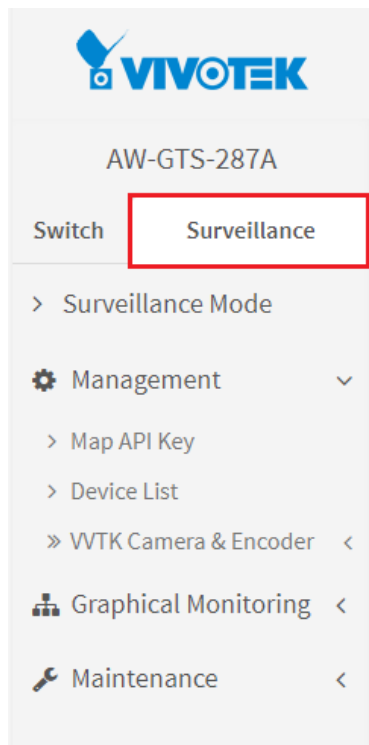 VIVOTEK
AW-GTS-287A
Switch Surveillance
Surveillance Mode
Management
Map API Key
Device List
VVTK Camera & Encoder
Graphical Monitoring
Maintenance